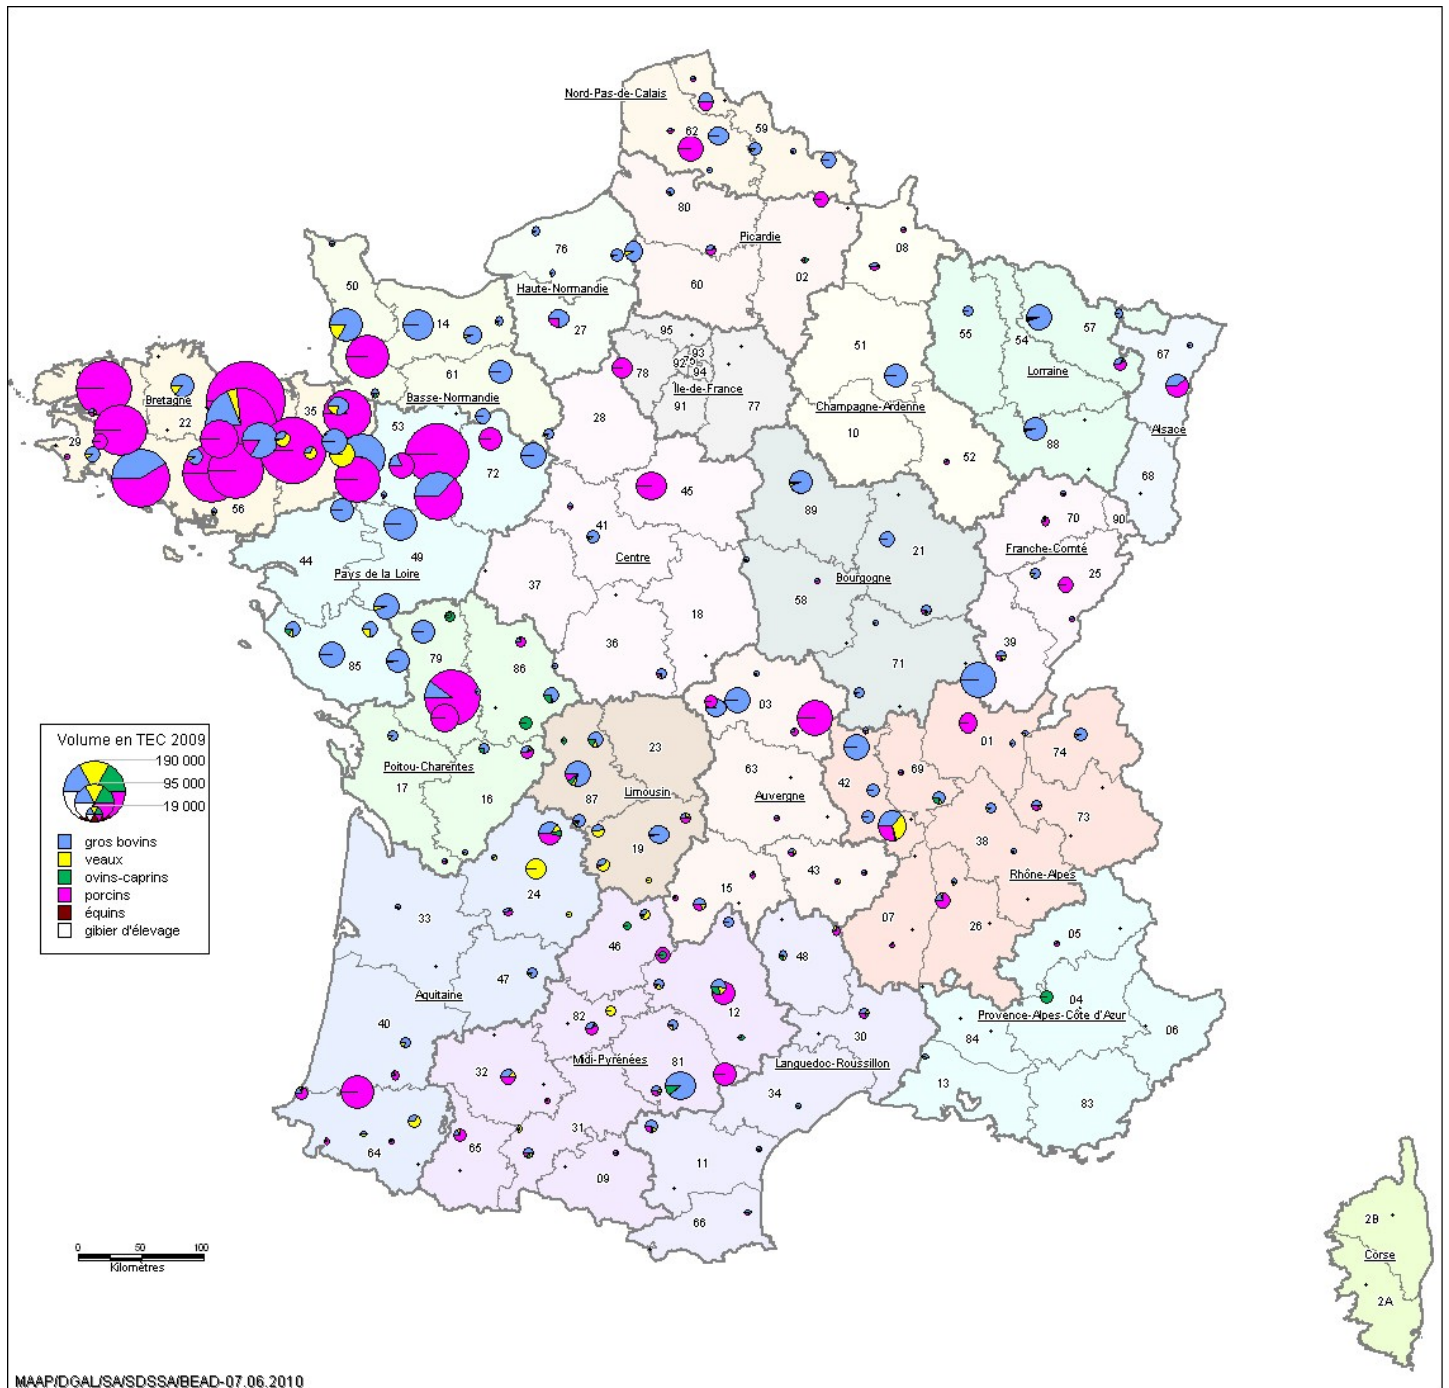 Nord-Pas-de-Calais
62
59
80
Picardie
02
60
08
76
Haute-Normandie
27
50
14
61
Basse-Normandie
95
93
75
92
94
78
Île-de-France
91
77
51
Champagne-Ardenne
10
52
55
54
57
Lorraine
88
67
Alsace
68
Bretagne
22
29
35
56
53
72
44
49
Pays de la Loire
85
28
45
41
Centre
37
18
36
89
21
Bourgogne
58
71
70
90
Franche-Comté
25
39
79
86
Poitou-Charentes
17
16
23
87
Limousin
19
03
63
Auvergne
15
43
01
74
42
69
73
38
Rhône-Alpes
07
26
24
33
47
Aquitaine
40
64
46
82
12
Midi-Pyrénées
81
32
31
65
09
48
30
Languedoc-Roussillon
34
11
66
05
04
Provence-Alpes-Côte d'Azur
84
06
13
83
2B
Corse
2A
Volume en TEC 2009
190 000
95 000
19 000
gros bovins
veaux
ovins-caprins
porcins
équins
gibier d'élevage
0 50 100
Kilomètres
MAAP/DGAL/SA/SDSSA/BEAD-07.06.2010